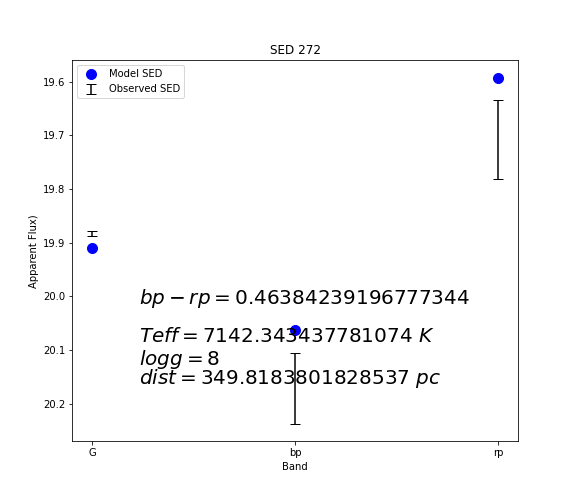 SED 272
Model SED
Observed SED
19.6
19.7
19.8
19.9
20.0
20.1
20.2
Apparent Flux)
bp − rp = 0.46384239196777344
Teff = 7142.343437781074 K
logg = 8
dist = 349.8183801828537 pc
G
bp
rp
Band